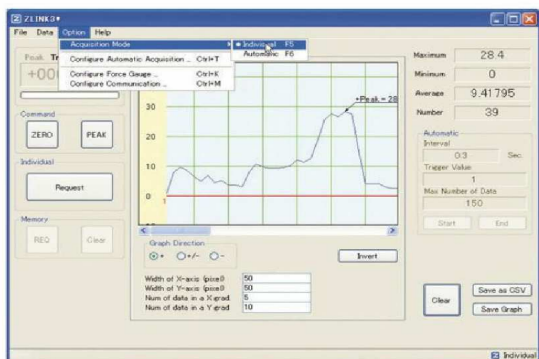 ZLINK3*
File Data Option Help
Acquisition Mode
Individual F5
Automatic F6
Configure Automatic Acquisition ... Ctrl+T
Configure Force Gauge ... Ctrl+K
Configure Communication ... Ctrl+M
Peak
+00
Command
ZERO
PEAK
Individual
Request
Memory
REQ
Clear
+Peak = 28
30
20
10
0
1
Graph Direction
+ +/- -
Invert
Width of X-axis (pixel) 50
Width of Y-axis (pixel) 50
Num of data in a X grad 5
Num of data in a Y grad 10
Maximum 28.4
Minimum 0
Average 9.41795
Number 39
Automatic
Interval
0.3 Sec
Trigger Value
1
Max Number of Data
150
Start
End
Clear
Save as CSV
Save Graph
Individual